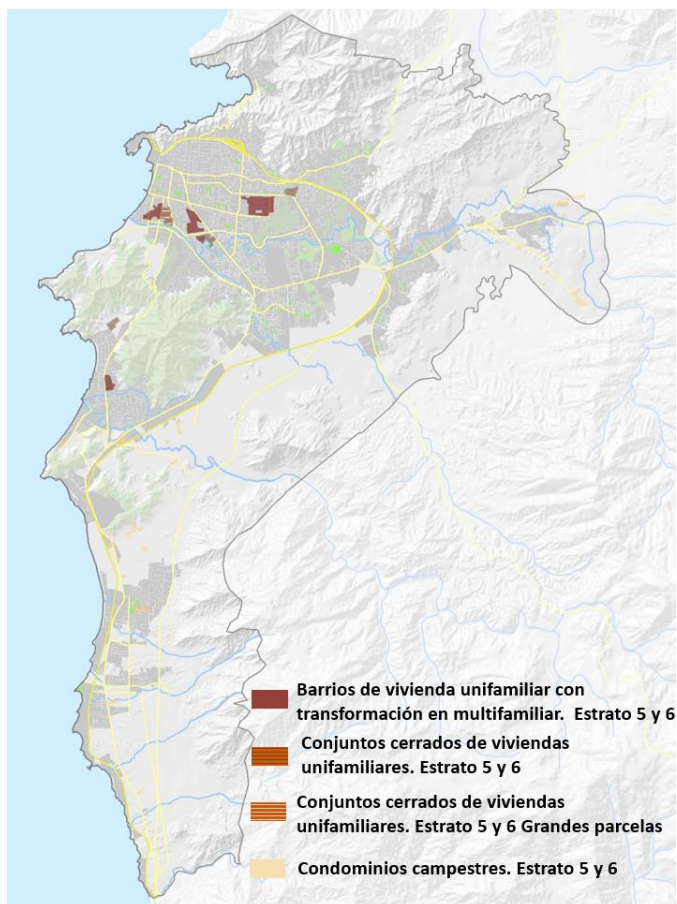 Barrios de vivienda unifamiliar con
transformación en multifamiliar. Estrato 5 y 6
Conjuntos cerrados de viviendas
unifamiliares. Estrato 5 y 6
Conjuntos cerrados de viviendas
unifamiliares. Estrato 5 y 6 Grandes parcelas
Condominios campestres. Estrato 5 y 6